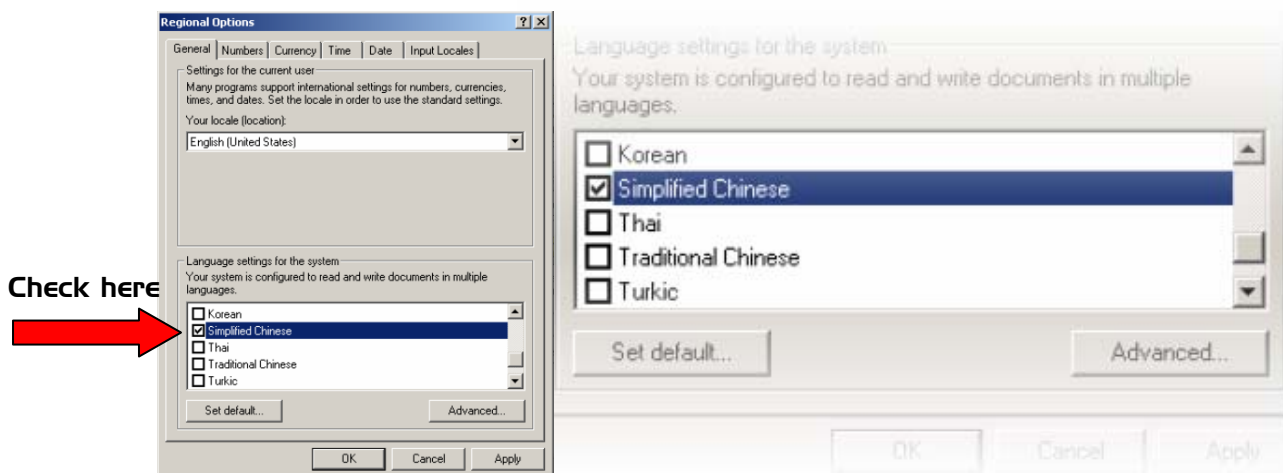 Regional Options
General Numbers Currency Time Date Input Locales
Settings for the current user
Many programs support international settings for numbers, currencies,
times, and dates. Set the locale in order to use the standard settings.
Your locale (location):
English (United States)
Language settings for the system
Your system is configured to read and write documents in multiple
languages.
Korean
Simplified Chinese
Thai
Traditional Chinese
Turkic
Set default... Advanced...
OK Cancel Apply
Check here
Language settings for the system
Your system is configured to read and write documents in multiple
languages.
Korean
Simplified Chinese
Thai
Traditional Chinese
Turkic
Set default... Advanced...
OK Cancel Apply